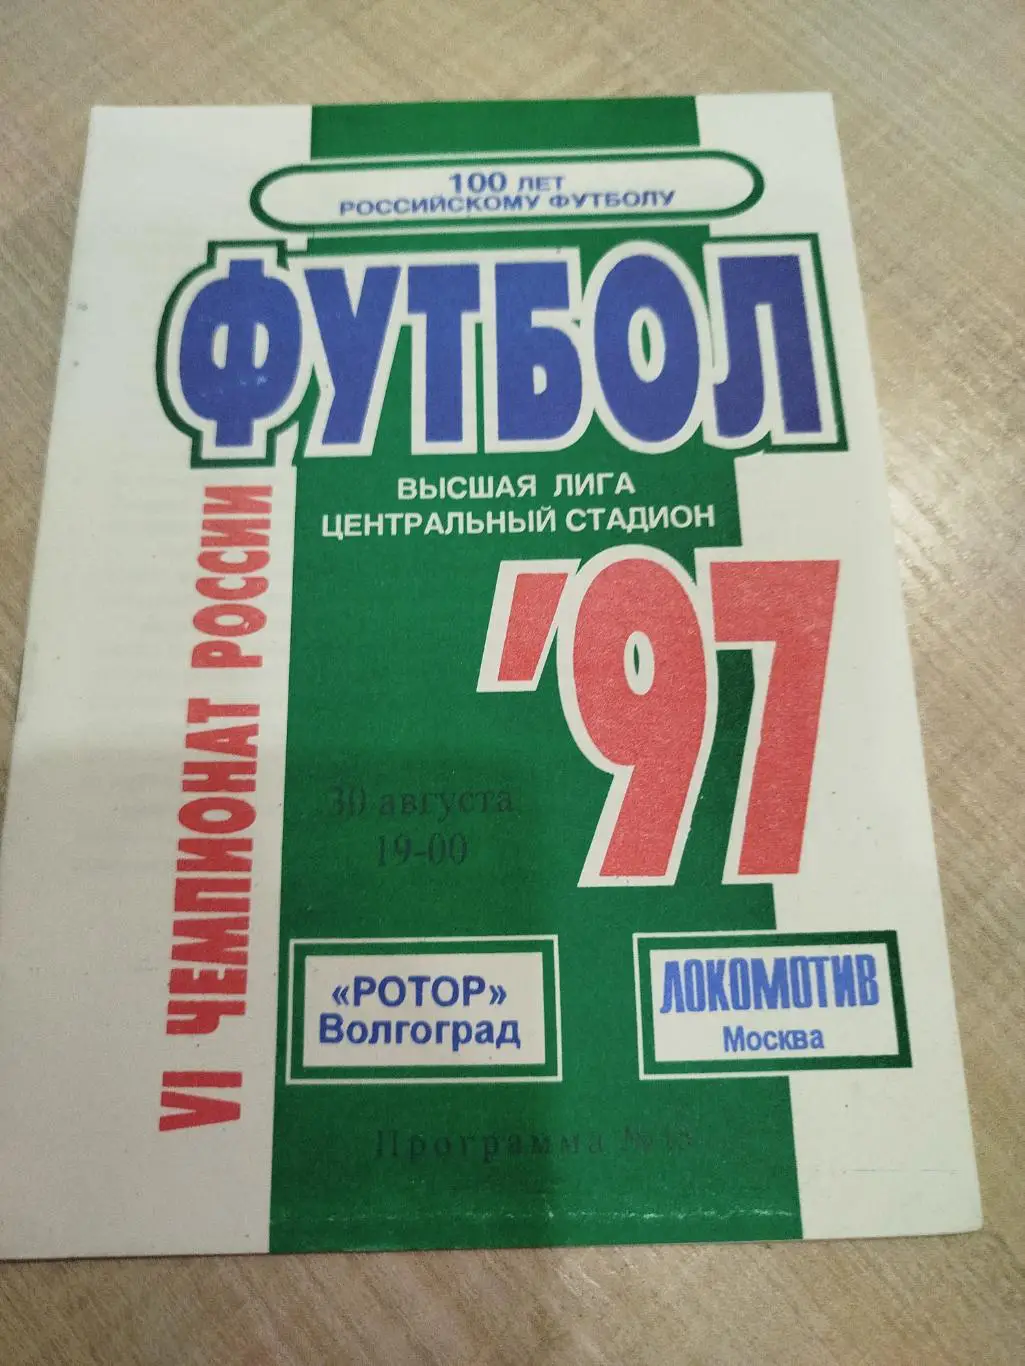 100 ЛЕТ
РОССИЙСКОМУ ФУТБОЛУ
ФУТБОЛ
ВЫСШАЯ ЛИГА
ЦЕНТРАЛЬНЫЙ СТАДИОН
'97
VI ЧЕМПИОНАТ РОССИИ
30 августа
19-00
«РОТОР»
Волгоград
ЛОКОМОТИВ
Москва
Программа №